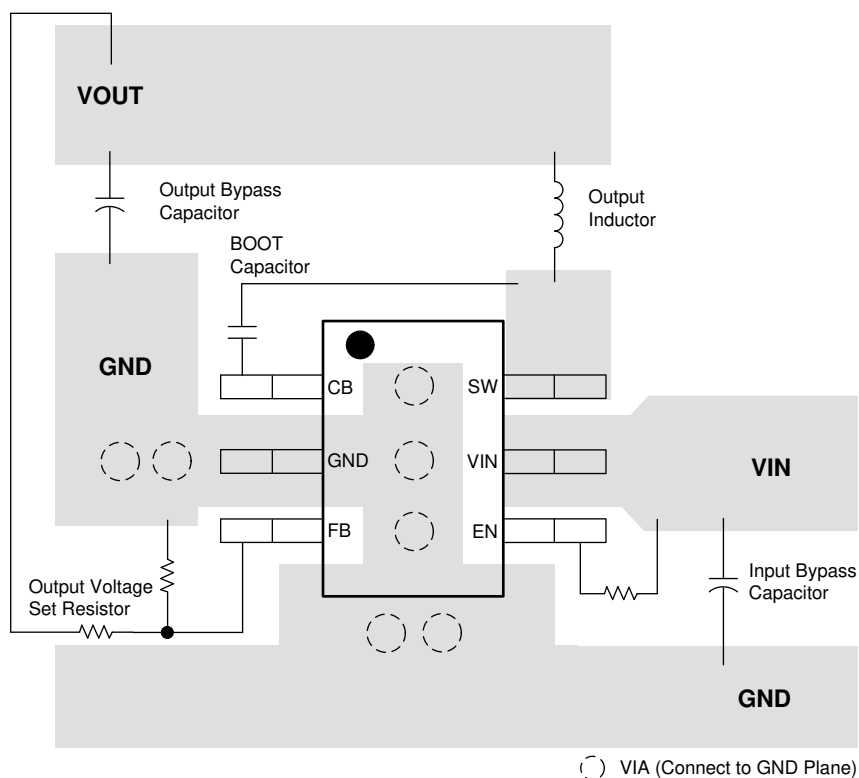 VOUT
Output Bypass
Capacitor
Output
Inductor
BOOT
Capacitor
GND
CB
SW
GND
VIN
VIN
FB
EN
Output Voltage
Set Resistor
Input Bypass
Capacitor
GND
VIA (Connect to GND Plane)